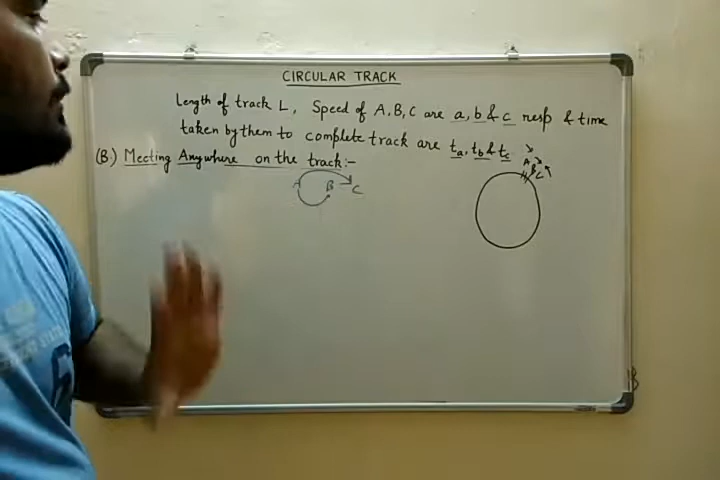 CIRCULAR TRACK
Length of track L, Speed of A, B, C are a, b & c resp & time
taken by them to complete track are ta, tb & tc
(B.) Meeting Anywhere on the track:-
A B C
A B C